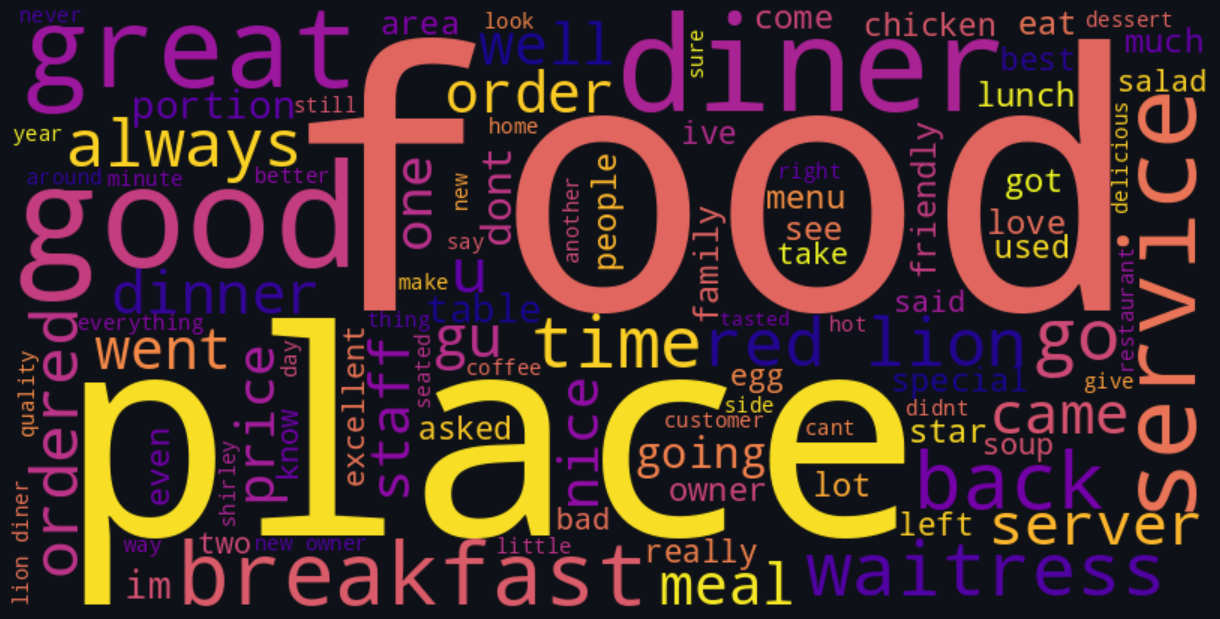 never
great
area
look
well
diner
sure
come
chicken
eat
dessert
much
best
portion
still
food
order
lunch
salad
year
always
home
ive
friendly
delicious
service
around
minute
better
good
one
new
dont
another
people
right
menu
see
take
got
love
used
say
family
dinner
make
u
table
said
restaurant
everything
ordered
went
thing
gu
time
tasted
red lion
hot
go
quality
price
day
excellent
staff
seated
coffee
nice
egg
special
give
place
even
know
shirley
asked
side
customer
going
cant
didnt
star
came
soup
owner
lot
back
lion diner
bad
left
server
way
two
new owner
little
really
im
breakfast
meal
waitress